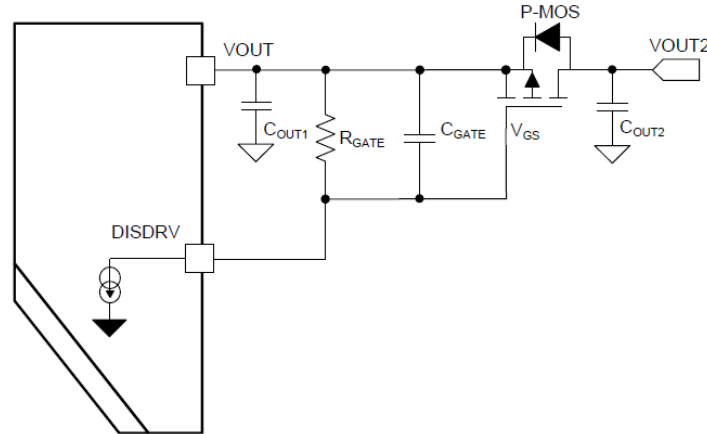 P-MOS
VOUT
VOUT2
COUT1
RGATE
CGATE
VGS
COUT2
DISDRV